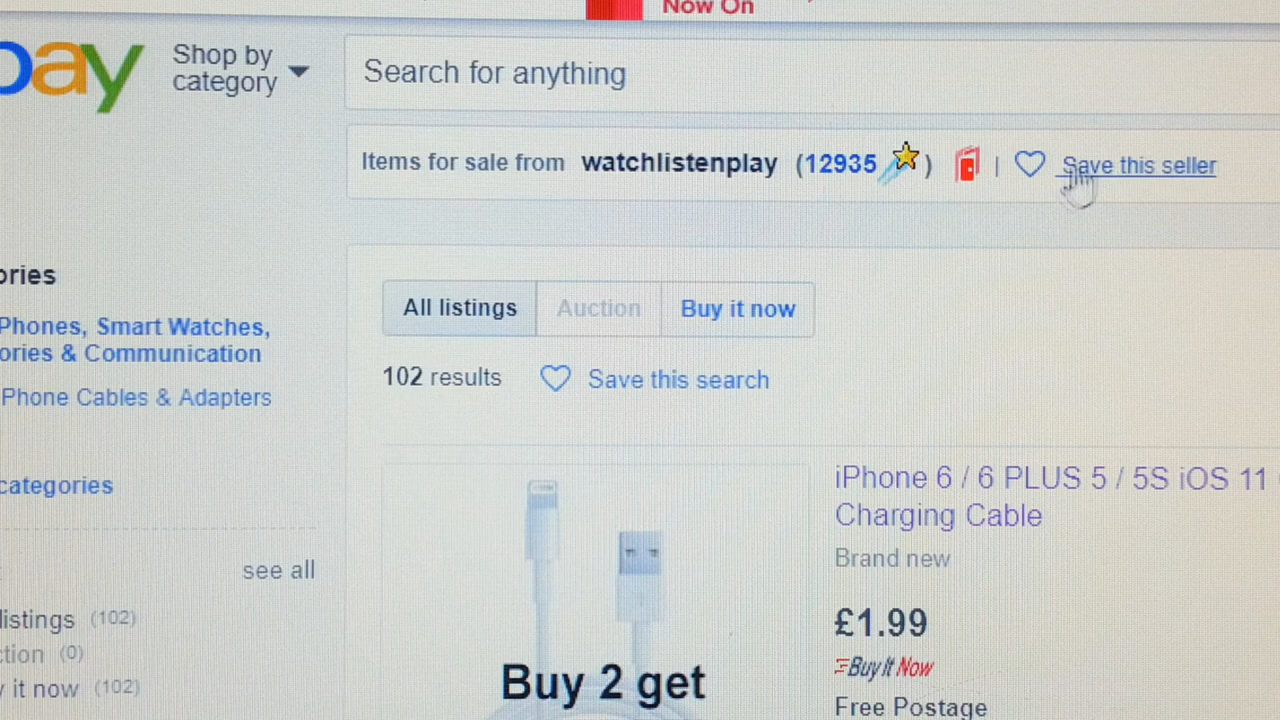 Now On
bay
Shop by
category
Search for anything
Items for sale from watchlistenplay (12935) | Save this seller
ories
Phones, Smart Watches,
ories & Communication
Phone Cables & Adapters
categories
see all
listings (102)
ction (0)
y it now (102)
All listings
Auction
Buy it now
102 results
Save this search
Buy 2 get
iPhone 6 / 6 PLUS 5 / 5S iOS 11
Charging Cable
Brand new
£1.99
Buy It Now
Free Postage